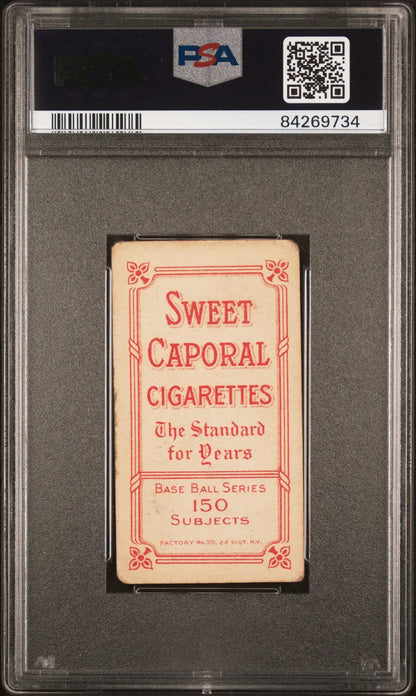 PSA
84269734
SWEET
CAPORAL
CIGARETTES
The Standard
for Years
BASE BALL SERIES
150
SUBJECTS
FACTORY No 30, 2d DIST. N.Y.